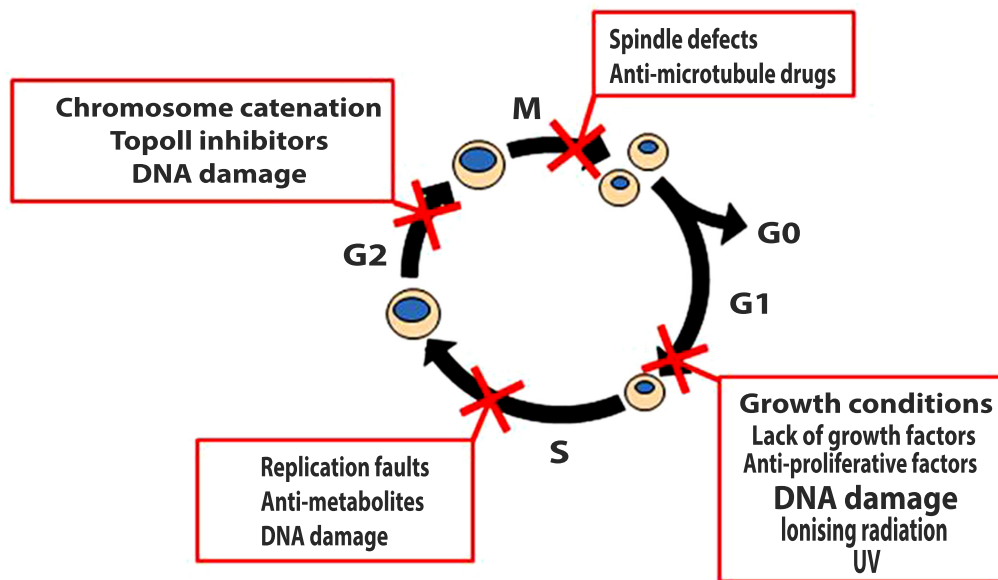 Spindle defects
Anti-microtubule drugs
Chromosome catenation
Topoll inhibitors
DNA damage
M
G2
G0
G1
S
Growth conditions
Lack of growth factors
Anti-proliferative factors
DNA damage
Ionising radiation
UV
Replication faults
Anti-metabolites
DNA damage